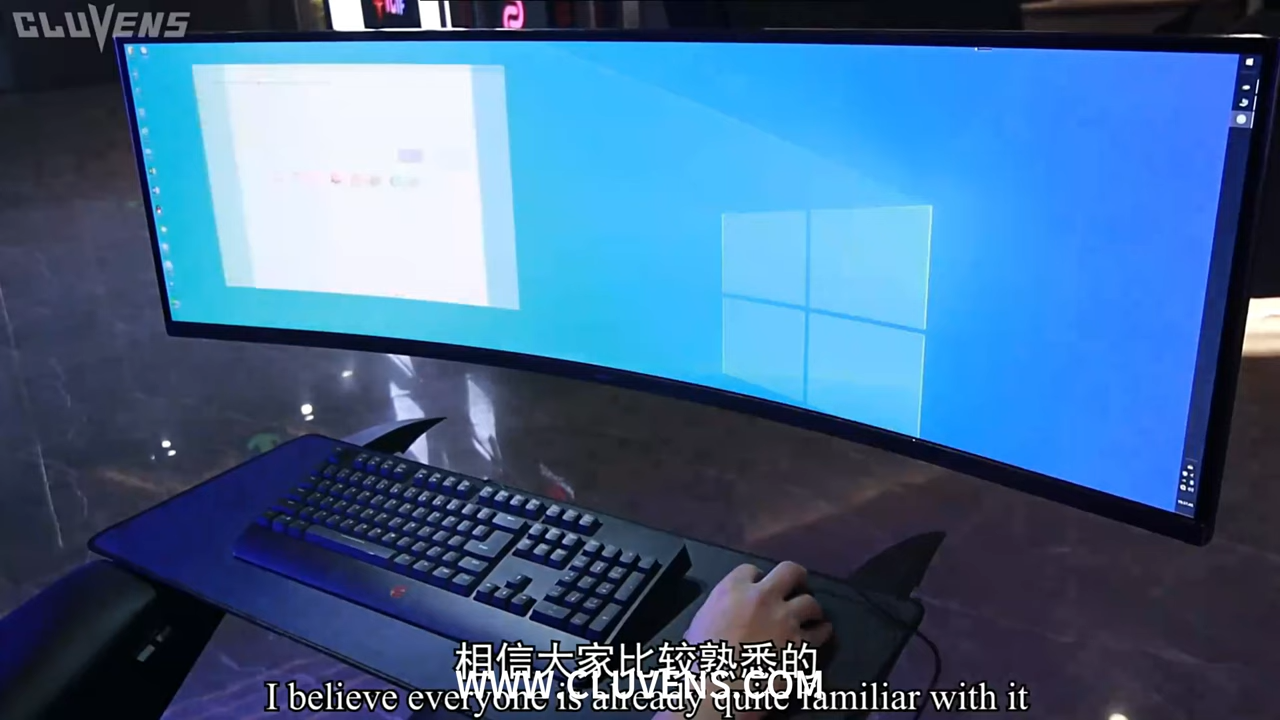 CLUVENS
相信大家比较熟悉的
WWW.CLUVENS.COM
I believe everyone is already quite familiar with it